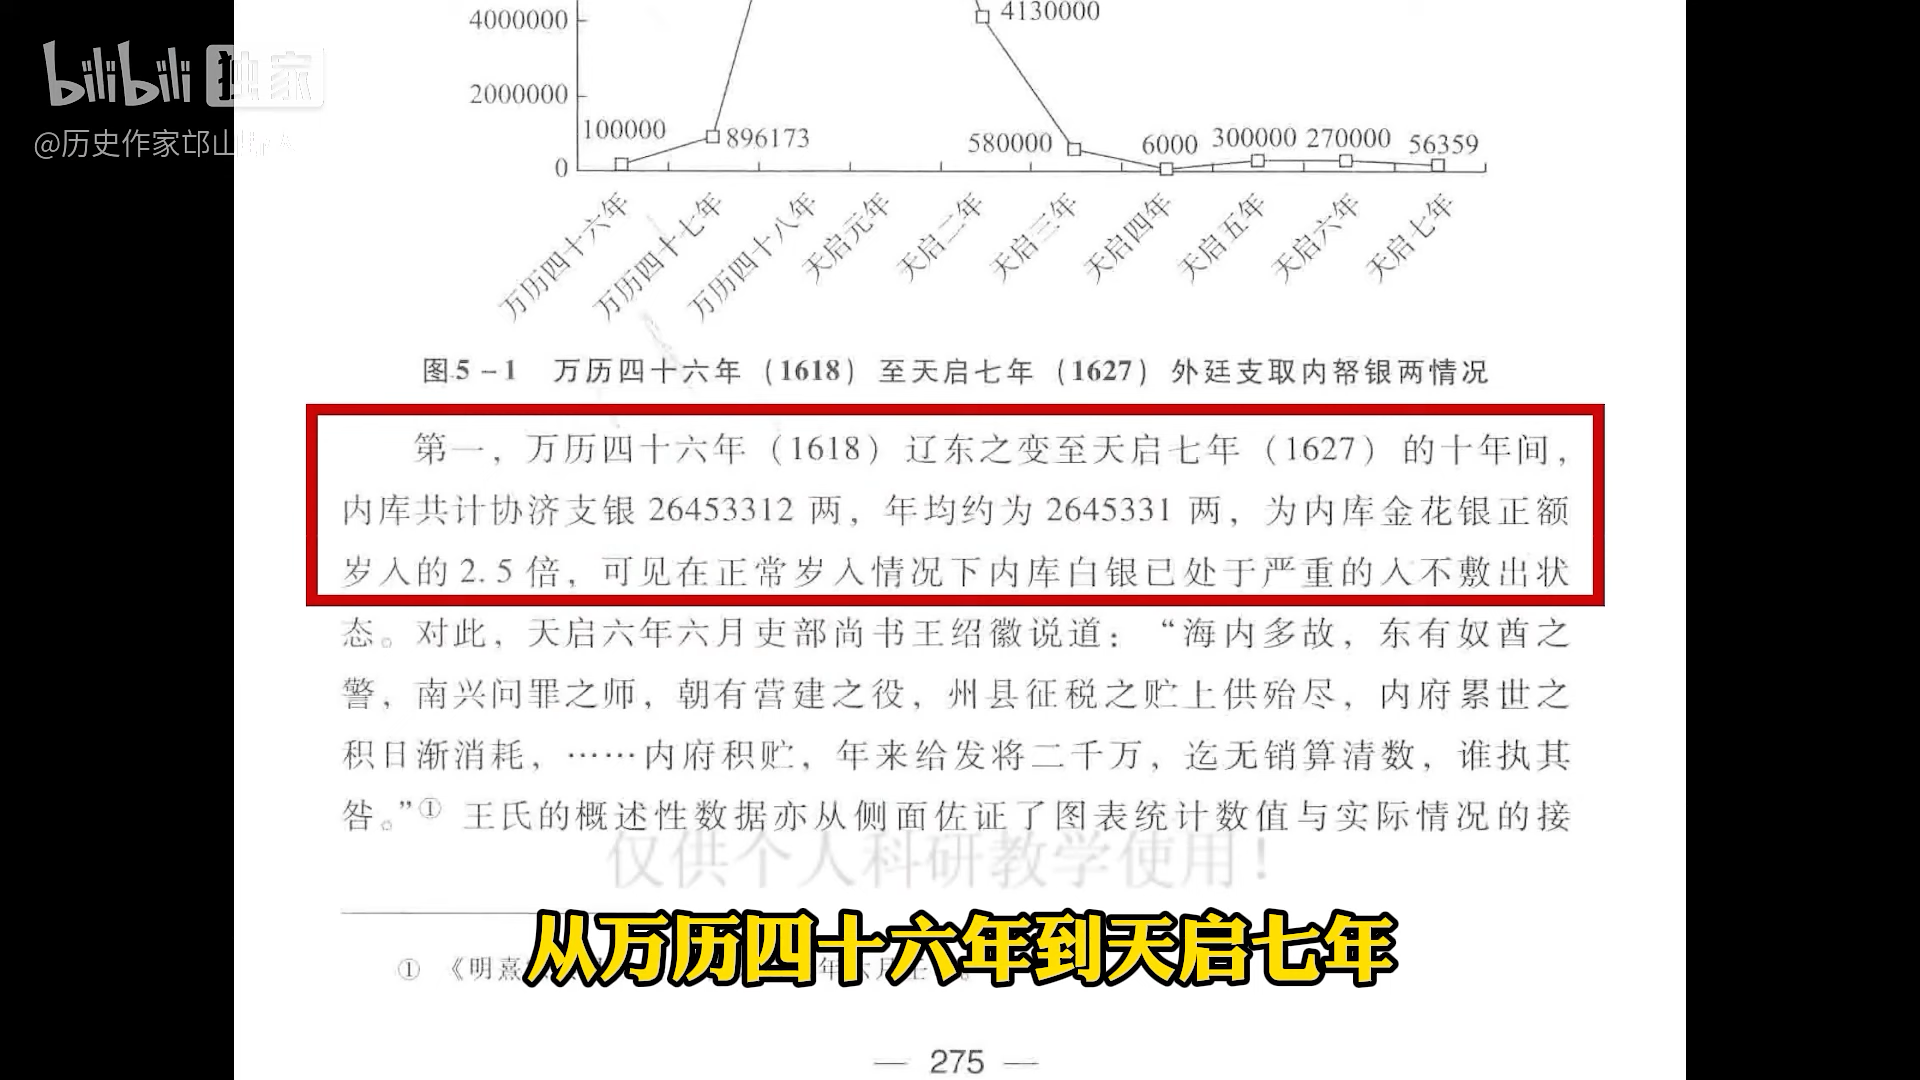 bilibili 独家
@历史作家邙山
4000000
4130000
2000000
100000
896173
580000
6000
300000
270000
56359
0
万历四十六年
万历四十七年
万历四十八年
天启元年
天启二年
天启三年
天启四年
天启五年
天启六年
天启七年
图5-1 万历四十六年（1618）至天启七年（1627）外廷支取内帑银两情况
第一，万历四十六年（1618）辽东之变至天启七年（1627）的十年间，
内库共计协济支银 26453312 两，年均约为 2645331 两，为内库金花银正额
岁入的 2.5 倍，可见在正常岁入情况下内库白银已处于严重的入不敷出状
态。对此，天启六年六月吏部尚书王绍徽说道：“海内多故，东有奴酋之
警，南兴问罪之师，朝有营建之役，州县征税之贮上供殆尽，内府累世之
积日渐消耗，……内府积贮，年来给发将二千万，迄无销算清数，谁执其
咎。”① 王氏的概述性数据亦从侧面佐证了图表统计数值与实际情况的接
仅供个人科研教学使用！
从万历四十六年到天启七年
① 《明熹
— 275 —